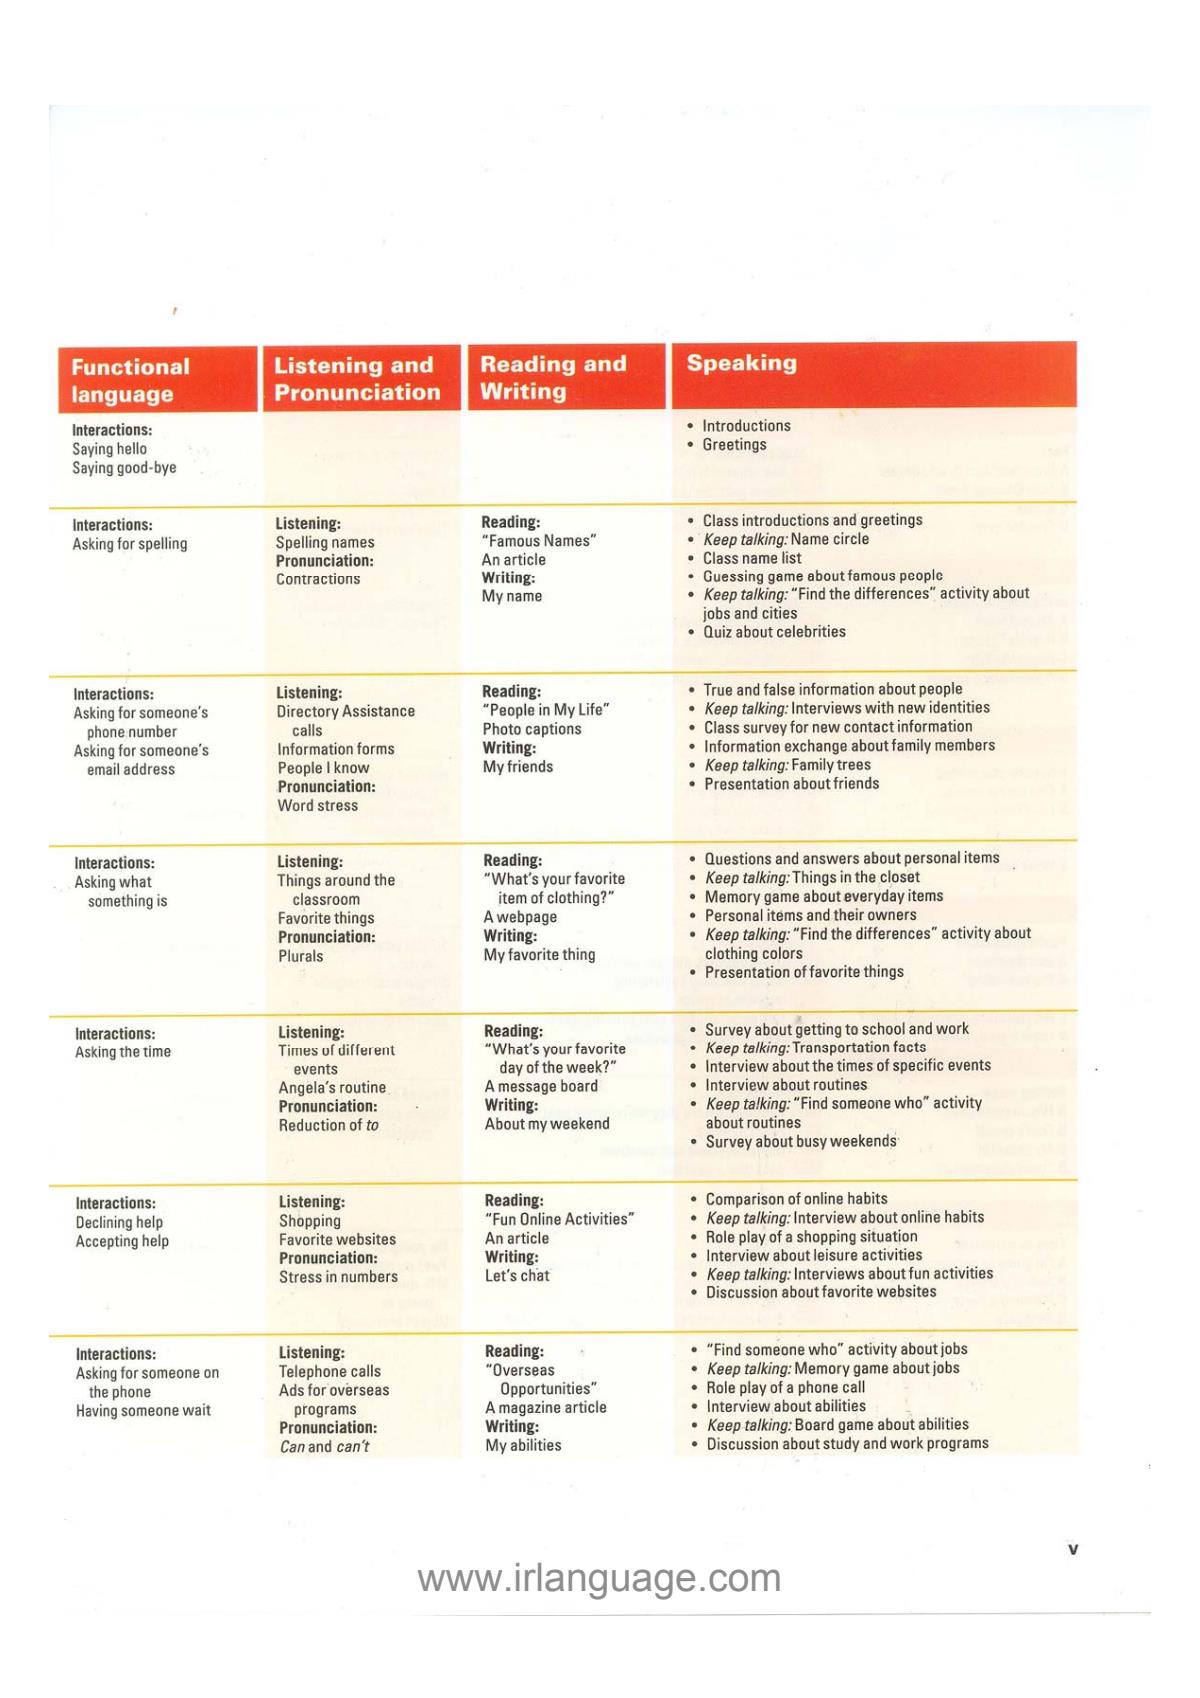 Functional
language
Listening and
Pronunciation
Reading and
Writing
Speaking
Interactions:
Saying hello
Saying good-bye
• Introductions
• Greetings
Interactions:
Asking for spelling
Listening:
Spelling names
Pronunciation:
Contractions
Reading:
“Famous Names”
An article
Writing:
My name
• Class introductions and greetings
• Keep talking: Name circle
• Class name list
• Guessing game about famous people
• Keep talking: “Find the differences” activity about
jobs and cities
• Quiz about celebrities
Interactions:
Asking for someone’s
phone number
Asking for someone’s
email address
Listening:
Directory Assistance
calls
Information forms
People I know
Pronunciation:
Word stress
Reading:
“People in My Life”
Photo captions
Writing:
My friends
• True and false information about people
• Keep talking: Interviews with new identities
• Class survey for new contact information
• Information exchange about family members
• Keep talking: Family trees
• Presentation about friends
Interactions:
Asking what
something is
Listening:
Things around the
classroom
Favorite things
Pronunciation:
Plurals
Reading:
“What’s your favorite
item of clothing?”
A webpage
Writing:
My favorite thing
• Questions and answers about personal items
• Keep talking: Things in the closet
• Memory game about everyday items
• Personal items and their owners
• Keep talking: “Find the differences” activity about
clothing colors
• Presentation of favorite things
Interactions:
Asking the time
Listening:
Times of different
events
Angela’s routine
Pronunciation:
Reduction of to
Reading:
“What’s your favorite
day of the week?”
A message board
Writing:
About my weekend
• Survey about getting to school and work
• Keep talking: Transportation facts
• Interview about the times of specific events
• Interview about routines
• Keep talking: “Find someone who” activity
about routines
• Survey about busy weekends
Interactions:
Declining help
Accepting help
Listening:
Shopping
Favorite websites
Pronunciation:
Stress in numbers
Reading:
“Fun Online Activities”
An article
Writing:
Let’s chat
• Comparison of online habits
• Keep talking: Interview about online habits
• Role play of a shopping situation
• Interview about leisure activities
• Keep talking: Interviews about fun activities
• Discussion about favorite websites
Interactions:
Asking for someone on
the phone
Having someone wait
Listening:
Telephone calls
Ads for overseas
programs
Pronunciation:
Can and can’t
Reading:
“Overseas
Opportunities”
A magazine article
Writing:
My abilities
• “Find someone who” activity about jobs
• Keep talking: Memory game about jobs
• Role play of a phone call
• Interview about abilities
• Keep talking: Board game about abilities
• Discussion about study and work programs
v
www.irlanguage.com